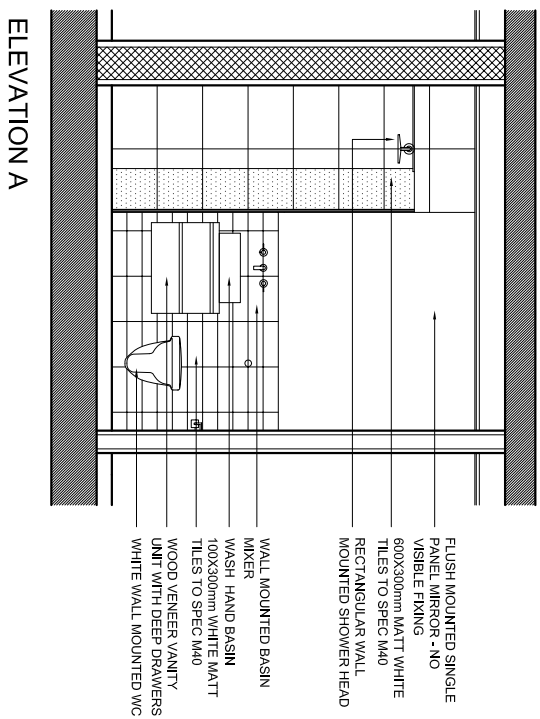 FLUSH MOUNTED SINGLE
PANEL MIRROR - NO
VISIBLE FIXING
600X300mm MATT WHITE
TILES TO SPEC M40
RECTANGULAR WALL
MOUNTED SHOWER HEAD
WALL MOUNTED BASIN
MIXER
WASH HAND BASIN
100X300mm WHITE MATT
TILES TO SPEC M40
WOOD VENEER VANITY
UNIT WITH DEEP DRAWERS
WHITE WALL MOUNTED WC
ELEVATION A